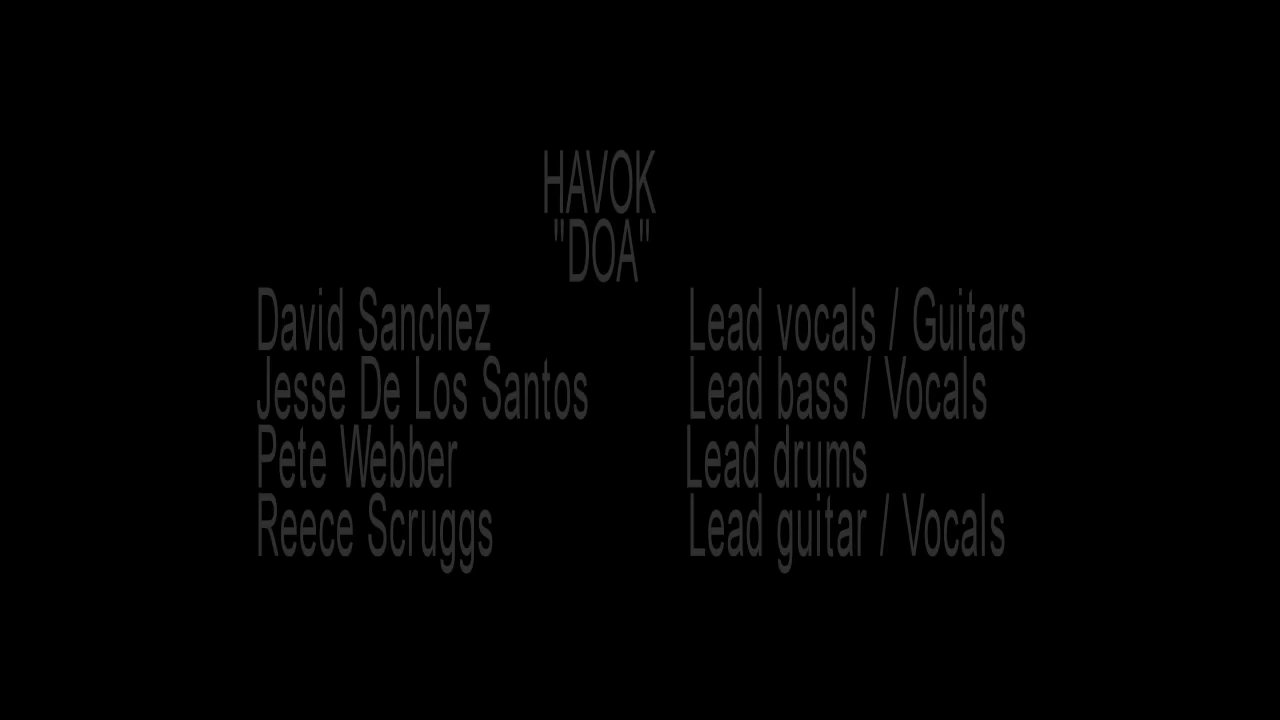 HAVOK
"DOA"
David Sanchez Lead vocals / Guitars
Jesse De Los Santos Lead bass / Vocals
Pete Webber Lead drums
Reece Scruggs Lead guitar / Vocals